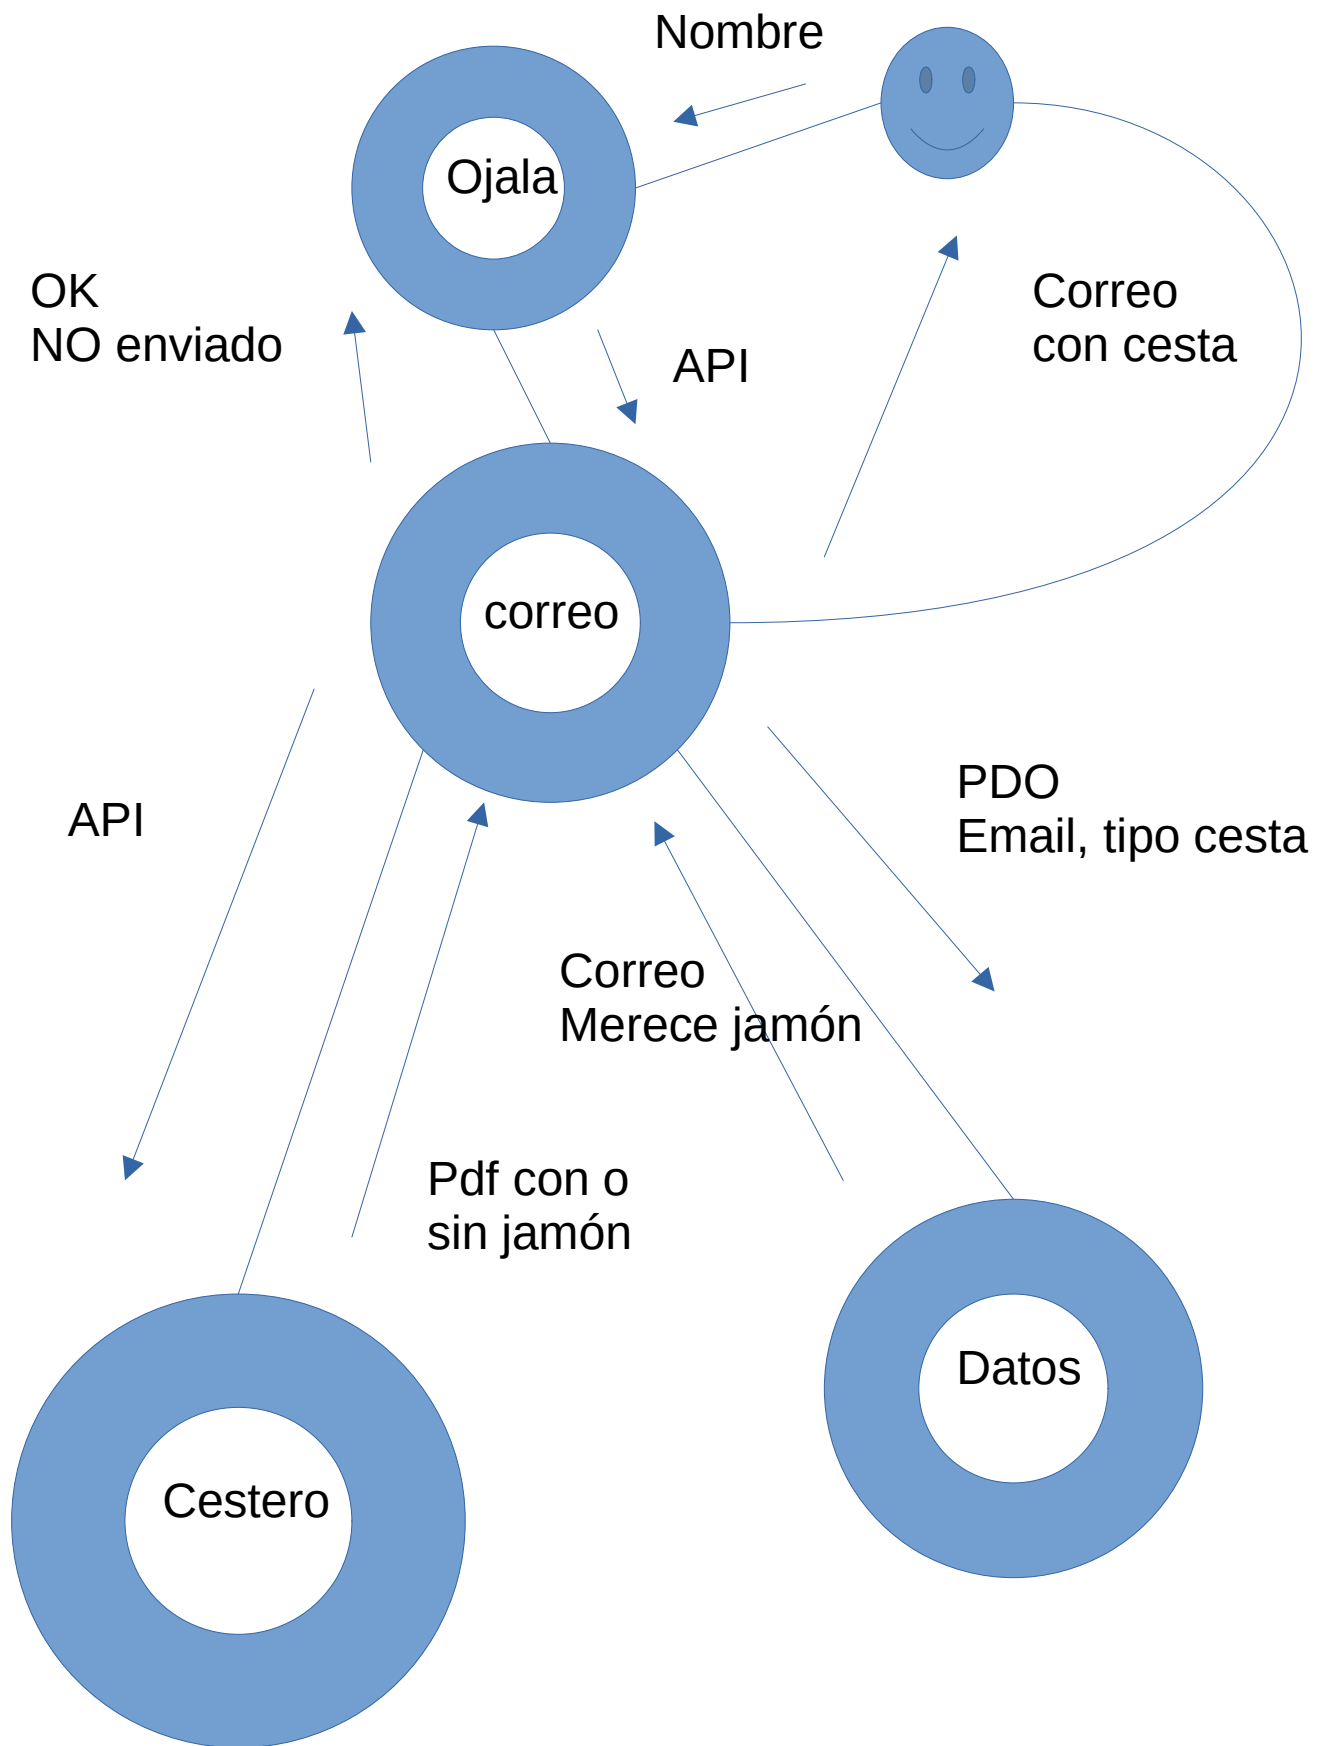 Nombre
Ojala
OK
NO enviado
Correo
con cesta
API
correo
API
PDO
Email, tipo cesta
Correo
Merece jamón
Pdf con o
sin jamón
Datos
Cestero